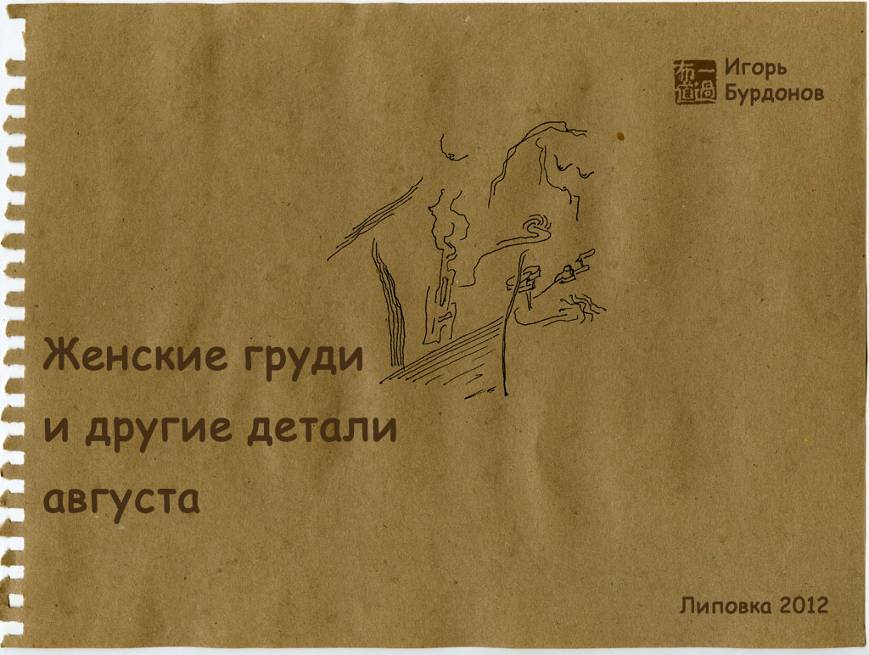 Игорь
Бурдонов
Женские груди
и другие детали
августа
Липовка 2012